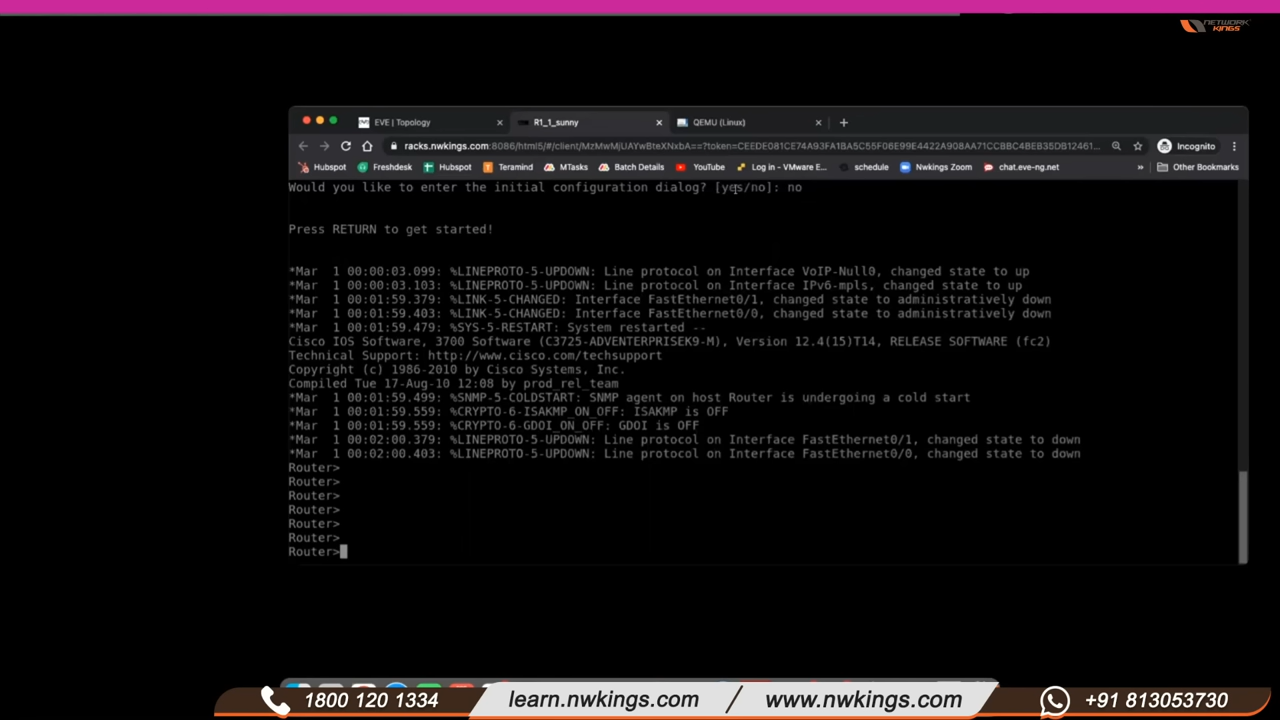 NETWORK
KINGS
EVE | Topology
R1_1_sunny
QEMU (Linux)
racks.nwkings.com:8086/html5/#/client/MzMwMjUAYwBteXNxbA==?token=CEEDE081CE74A93FA1BA5C55F06E99E4422A908AA71CCBBC4BEB35DB12461...
Incognito
Hubspot
Freshdesk
Hubspot
Teramind
MTasks
Batch Details
YouTube
Log in - VMware E...
schedule
Nwkings Zoom
chat.eve-ng.net
»
Other Bookmarks
Would you like to enter the initial configuration dialog? [yes/no]: no
Press RETURN to get started!
*Mar  1 00:00:03.099: %LINEPROTO-5-UPDOWN: Line protocol on Interface VoIP-Null0, changed state to up
*Mar  1 00:00:03.103: %LINEPROTO-5-UPDOWN: Line protocol on Interface IPv6-mpls, changed state to up
*Mar  1 00:01:59.379: %LINK-5-CHANGED: Interface FastEthernet0/1, changed state to administratively down
*Mar  1 00:01:59.403: %LINK-5-CHANGED: Interface FastEthernet0/0, changed state to administratively down
*Mar  1 00:01:59.479: %SYS-5-RESTART: System restarted --
Cisco IOS Software, 3700 Software (C3725-ADVENTERPRISEK9-M), Version 12.4(15)T14, RELEASE SOFTWARE (fc2)
Technical Support: http://www.cisco.com/techsupport
Copyright (c) 1986-2010 by Cisco Systems, Inc.
Compiled Tue 17-Aug-10 12:08 by prod_rel_team
*Mar  1 00:01:59.499: %SNMP-5-COLDSTART: SNMP agent on host Router is undergoing a cold start
*Mar  1 00:01:59.559: %CRYPTO-6-ISAKMP_ON_OFF: ISAKMP is OFF
*Mar  1 00:01:59.559: %CRYPTO-6-GDOI_ON_OFF: GDOI is OFF
*Mar  1 00:02:00.379: %LINEPROTO-5-UPDOWN: Line protocol on Interface FastEthernet0/1, changed state to down
*Mar  1 00:02:00.403: %LINEPROTO-5-UPDOWN: Line protocol on Interface FastEthernet0/0, changed state to down
Router>
Router>
Router>
Router>
Router>
Router>
Router>
1800 120 1334
learn.nwkings.com / www.nwkings.com
+91 813053730